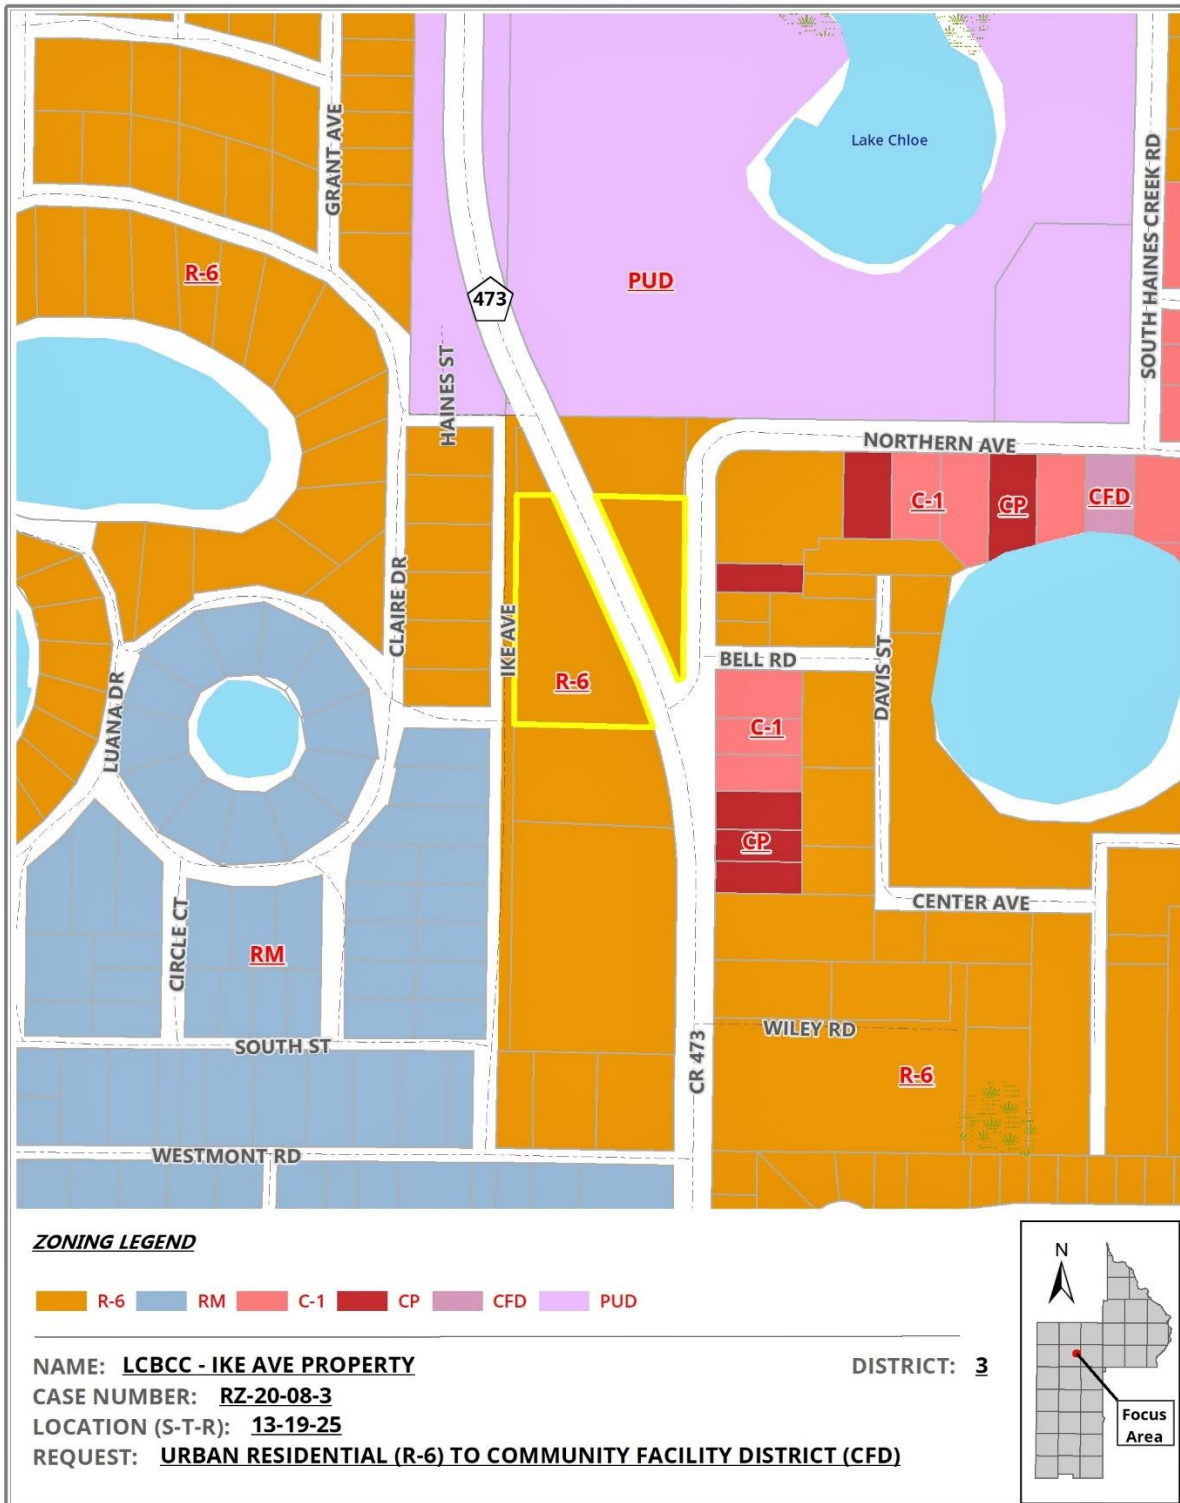 GRANT AVE
Lake Chloe
SOUTH HAINES CREEK RD
R-6
PUD
473
HAINES ST
NORTHERN AVE
C-1
CP
CFD
CLAIRE DR
IKE AVE
BELL RD
DAVIS ST
R-6
LUANA DR
C-1
CP
CIRCLE CT
CENTER AVE
RM
WILEY RD
SOUTH ST
CR 473
R-6
WESTMONT RD
ZONING LEGEND
R-6 RM C-1 CP CFD PUD
N
NAME: LCBCC - IKE AVE PROPERTY DISTRICT: 3
CASE NUMBER: RZ-20-08-3
LOCATION (S-T-R): 13-19-25
REQUEST: URBAN RESIDENTIAL (R-6) TO COMMUNITY FACILITY DISTRICT (CFD)
Focus
Area